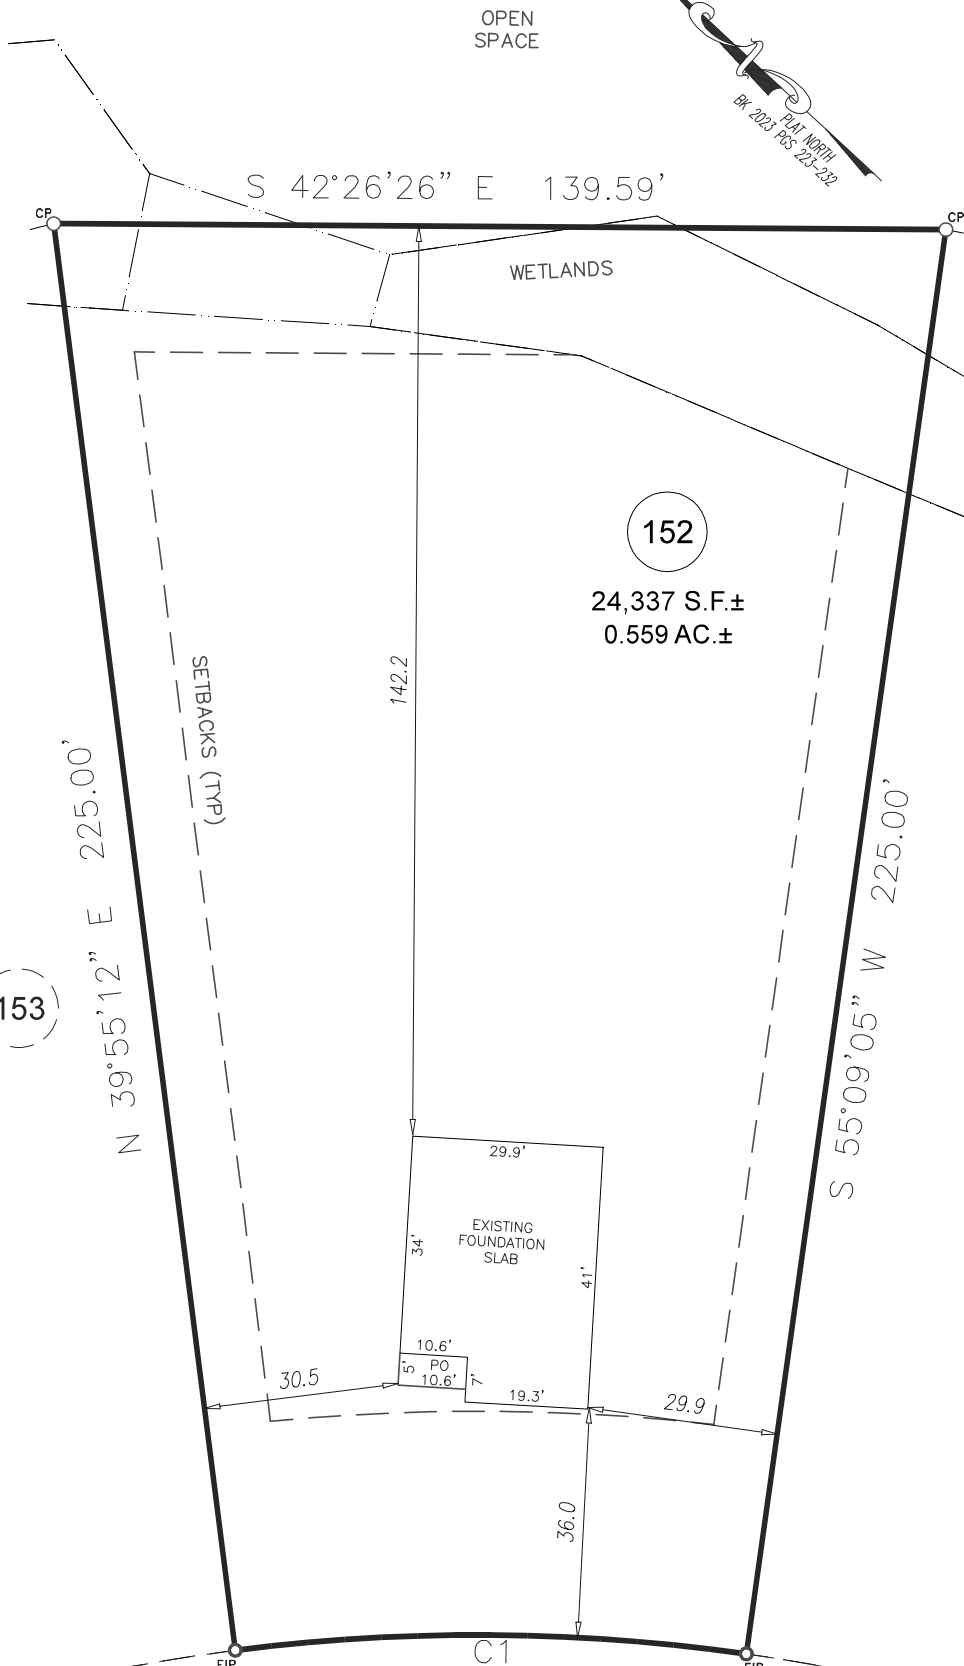 OPEN
SPACE
PLAT NORTH
BK 2023 PGS 223-232
S 42°26'26" E 139.59'
CP
CP
WETLANDS
152
24,337 S.F.±
0.559 AC.±
142.2
SETBACKS (TYP)
N 39°55'12" E 225.00'
S 55°09'05" W 225.00'
153
29.9'
EXISTING
FOUNDATION
SLAB
34'
41'
10.6'
5'
PO
10.6'
7'
19.3'
30.5
29.9
36.0
C1
EIP
EIP